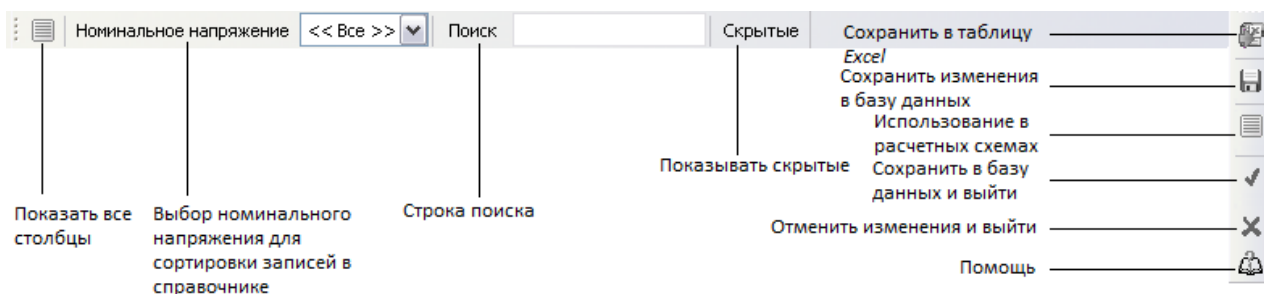 Номинальное напряжение << Все >> Поиск Скрытые Сохранить в таблицу
Excel
Сохранить изменения
в базу данных
Использование в
расчетных схемах
Показывать скрытые
Сохранить в базу
данных и выйти
Показать все
столбцы
Выбор номинального
напряжения для
сортировки записей в
справочнике
Строка поиска
Отменить изменения и выйти
Помощь